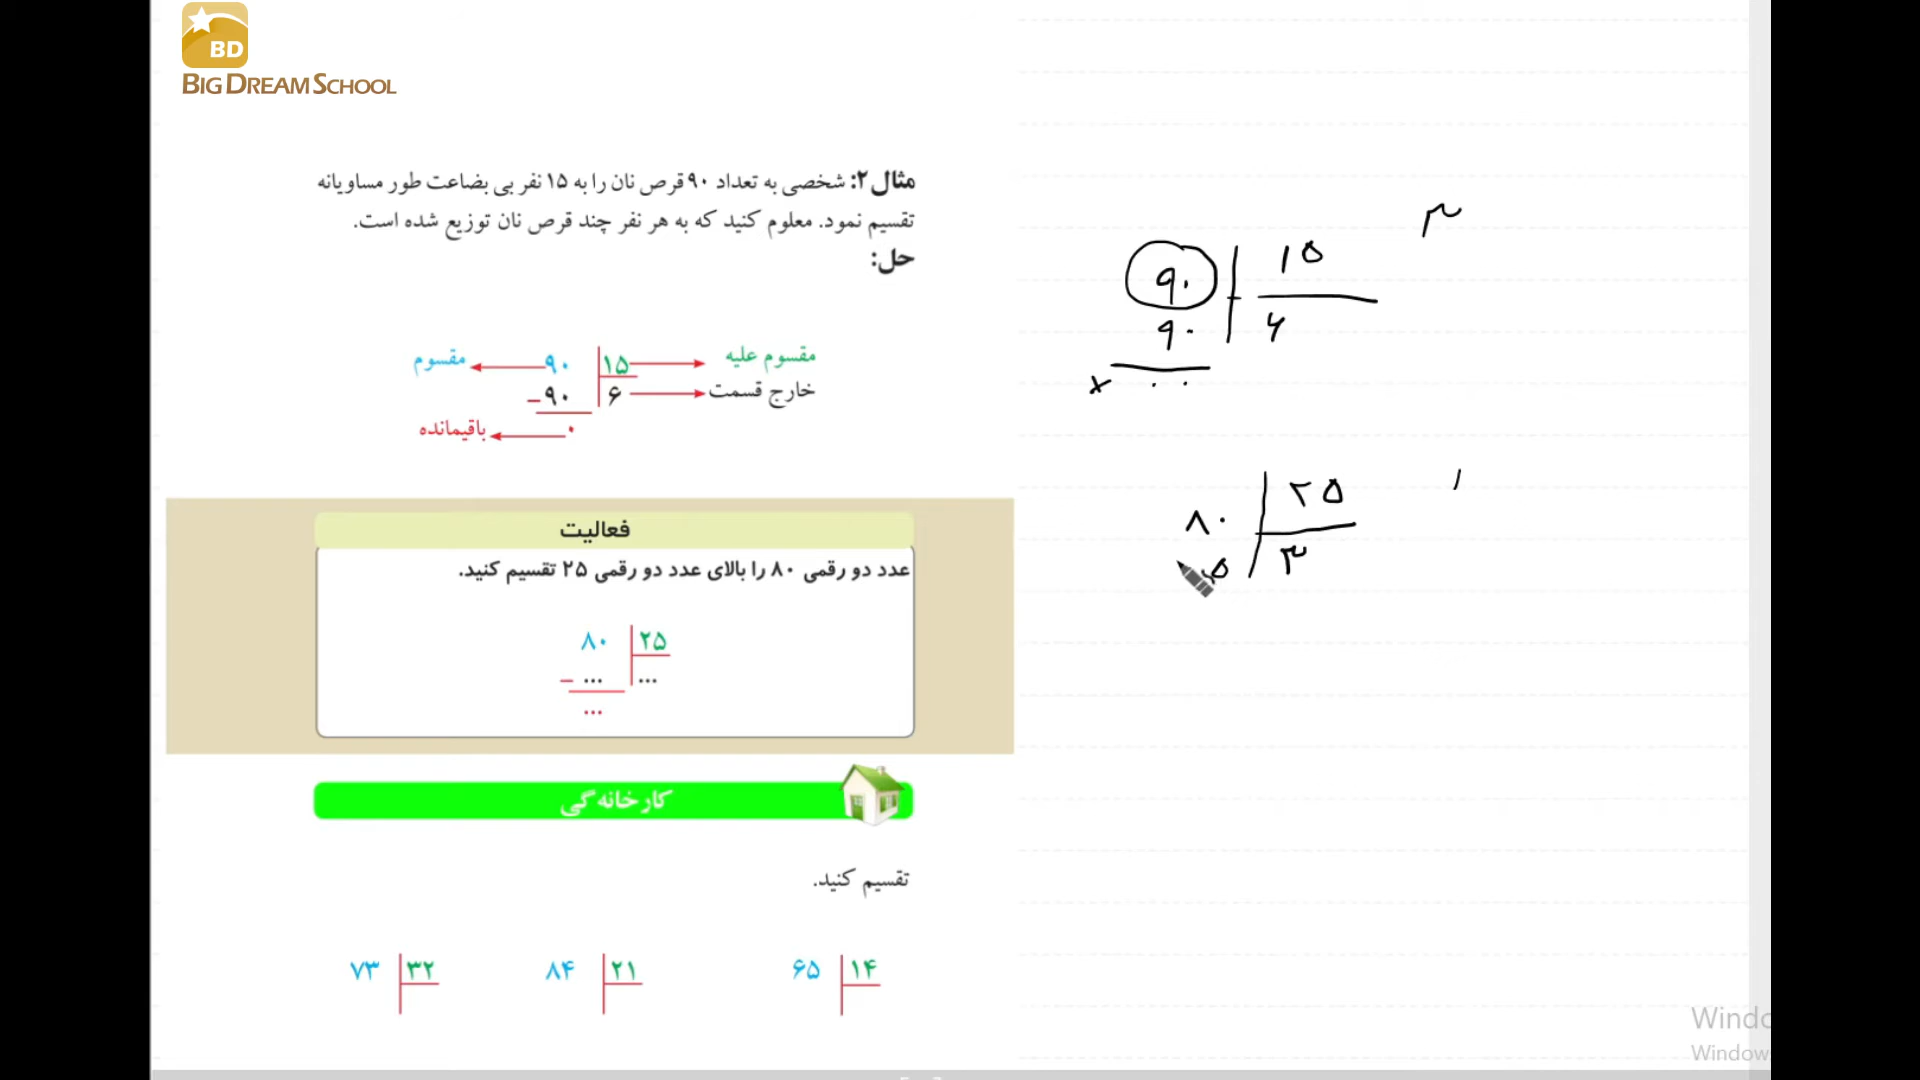 BD
BIG DREAM SCHOOL
مثال ۲: شخصی به تعداد ۹۰ قرص نان را به ۱۵ نفر بی بضاعت طور مساویانه
تقسیم نمود. معلوم کنید که به هر نفر چند قرص نان توزیع شده است.
حل:
مقسوم ۹۰ ۱۵ مقسوم علیه
−۹۰ ۶ خارج قسمت
باقیمانده ۰
فعالیت
عدد دو رقمی ۸۰ را بالای عدد دو رقمی ۲۵ تقسیم کنید.
۸۰ ۲۵
− ... ...
...
کارخانه گی
تقسیم کنید.
۷۳ ۳۲ ۸۴ ۲۱ ۶۵ ۱۴
۳
۹۰ ۱۵
۹۰ ۶
× ۰۰
۸۰ ۲۵ ۱
۵ ۳